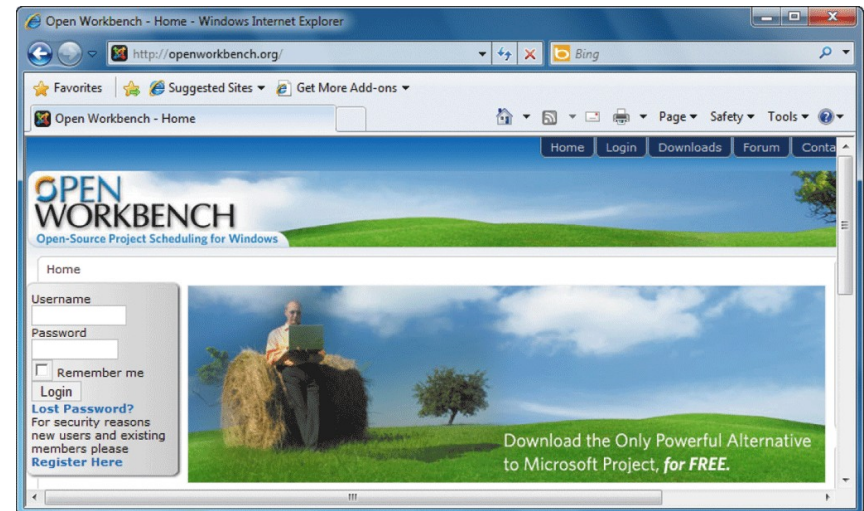 Open Workbench - Home - Windows Internet Explorer
http://openworkbench.org/
Bing
Favorites Suggested Sites Get More Add-ons
Open Workbench - Home Page Safety Tools
Home Login Downloads Forum Conta
OPEN
WORKBENCH
Open-Source Project Scheduling for Windows
Home
Username
Password
Remember me
Login
Lost Password?
For security reasons
new users and existing
members please
Register Here
Download the Only Powerful Alternative
to Microsoft Project, for FREE.